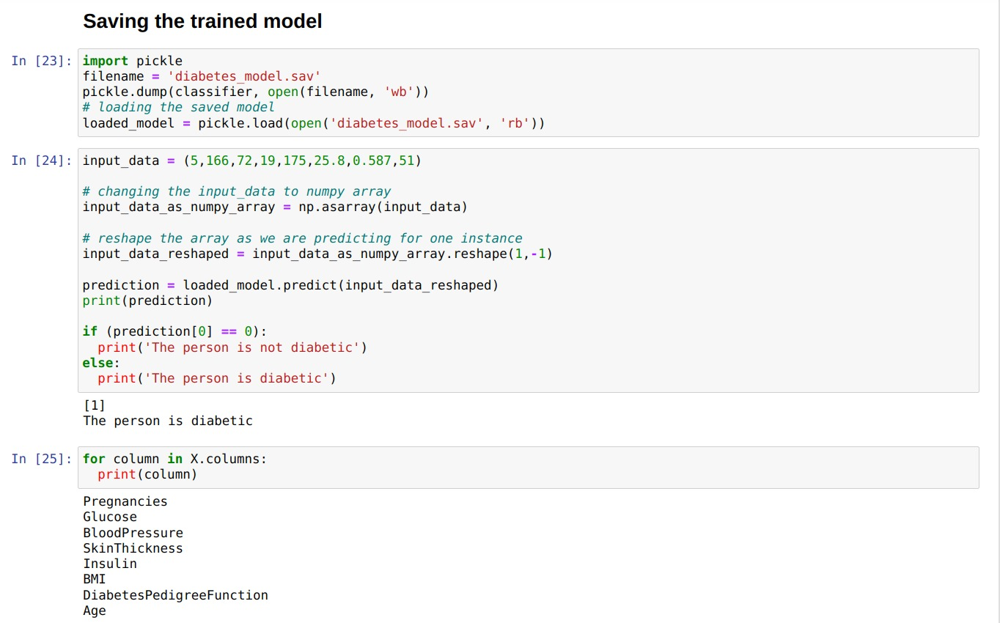 Saving the trained model
In [23]:
import pickle
filename = 'diabetes_model.sav'
pickle.dump(classifier, open(filename, 'wb'))
# loading the saved model
loaded_model = pickle.load(open('diabetes_model.sav', 'rb'))
In [24]:
input_data = (5,166,72,19,175,25.8,0.587,51)
# changing the input_data to numpy array
input_data_as_numpy_array = np.asarray(input_data)
# reshape the array as we are predicting for one instance
input_data_reshaped = input_data_as_numpy_array.reshape(1,-1)
prediction = loaded_model.predict(input_data_reshaped)
print(prediction)
if (prediction[0] == 0):
  print('The person is not diabetic')
else:
  print('The person is diabetic')
[1]
The person is diabetic
In [25]:
for column in X.columns:
  print(column)
Pregnancies
Glucose
BloodPressure
SkinThickness
Insulin
BMI
DiabetesPedigreeFunction
Age